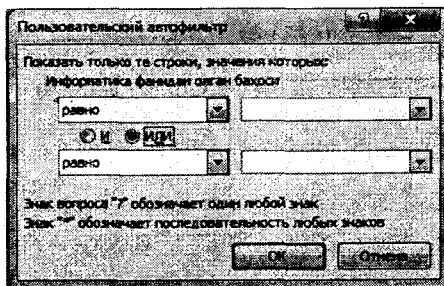 Пользовательский автофильтр
Показать только те строки, значения которых:
Информатика фанидан олган бахоси
равно
И ИЛИ
равно
Знак вопроса "?" обозначает один любой знак
Знак "*" обозначает последовательность любых знаков
OK Отмена